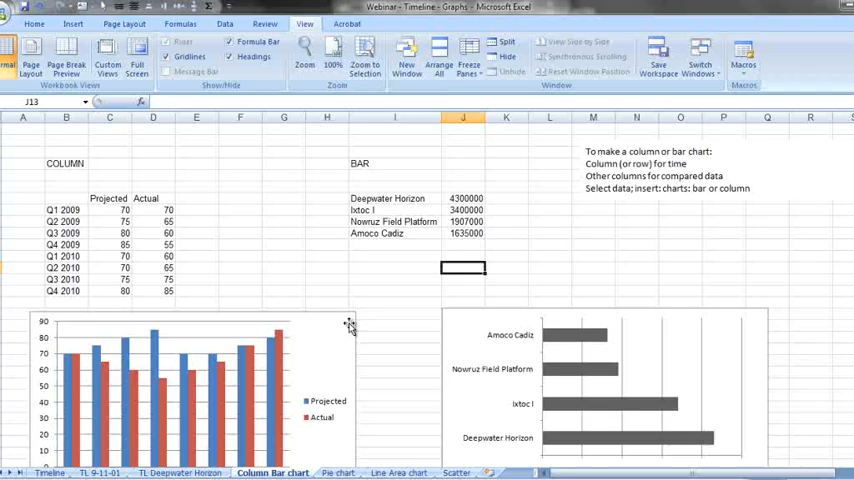 Webinar - Timeline - Graphs - Microsoft Excel
Home Insert Page Layout Formulas Data Review View Acrobat
Normal Page Layout Page Break Preview Custom Views Full Screen
Workbook Views
Ruler Formula Bar
Gridlines Headings
Message Bar
Show/Hide
Zoom 100% Zoom to Selection
Zoom
New Window Arrange All Freeze Panes
Split View Side by Side
Hide Synchronous Scrolling
Unhide Reset Window Position
Save Workspace Switch Windows
Window
Macros
Macros
J13 fx
A B C D E F G H I J K L M N O P Q R S
COLUMN BAR
To make a column or bar chart:
Column (or row) for time
Other columns for compared data
Select data; insert: charts: bar or column
Projected Actual
Q1 2009 70 70
Q2 2009 75 65
Q3 2009 80 60
Q4 2009 85 55
Q1 2010 70 60
Q2 2010 70 65
Q3 2010 75 75
Q4 2010 80 85
Deepwater Horizon 4300000
Ixtoc I 3400000
Nowruz Field Platform 1907000
Amoco Cadiz 1635000
90
80
70
60
50
40
30
20
10
0
Projected
Actual
Amoco Cadiz
Nowruz Field Platform
Ixtoc I
Deepwater Horizon
Timeline TL 9-11-01 TL Deepwater Horizon Column Bar chart Pie chart Line Area chart Scatter